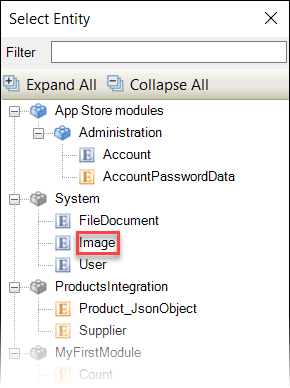 Select Entity
Filter
Expand All Collapse All
App Store modules
Administration
E Account
E AccountPasswordData
System
E FileDocument
E Image
E User
ProductsIntegration
E Product_JsonObject
E Supplier
MyFirstModule
E Count